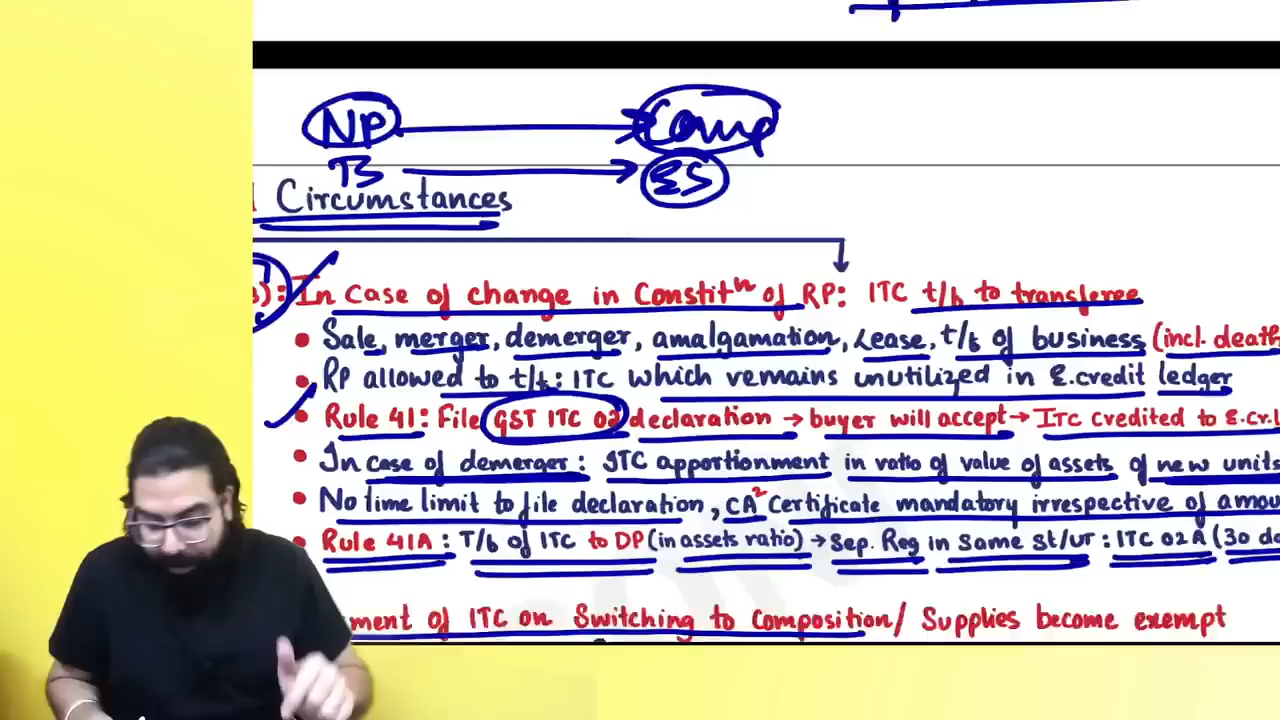 NP Comp
TS ES
Circumstances
): In case of change in Constitⁿ of RP: ITC t/f to transferee
• Sale, merger, demerger, amalgamation, Lease, t/f of business (incl. death
• RP allowed to t/f: ITC which remains unutilized in E.credit ledger
• Rule 41: File GST ITC 02 declaration → buyer will accept → ITC credited to E.cr.L
• In case of demerger: ITC apportionment in ratio of value of assets of new units
• No time limit to file declaration, CA² Certificate mandatory irrespective of amou
• Rule 41A: T/f of ITC to DP (in assets ratio) → Sep. Reg in Same St/UT: ITC 02A (30 da
ment of ITC on Switching to Composition/ Supplies become exempt